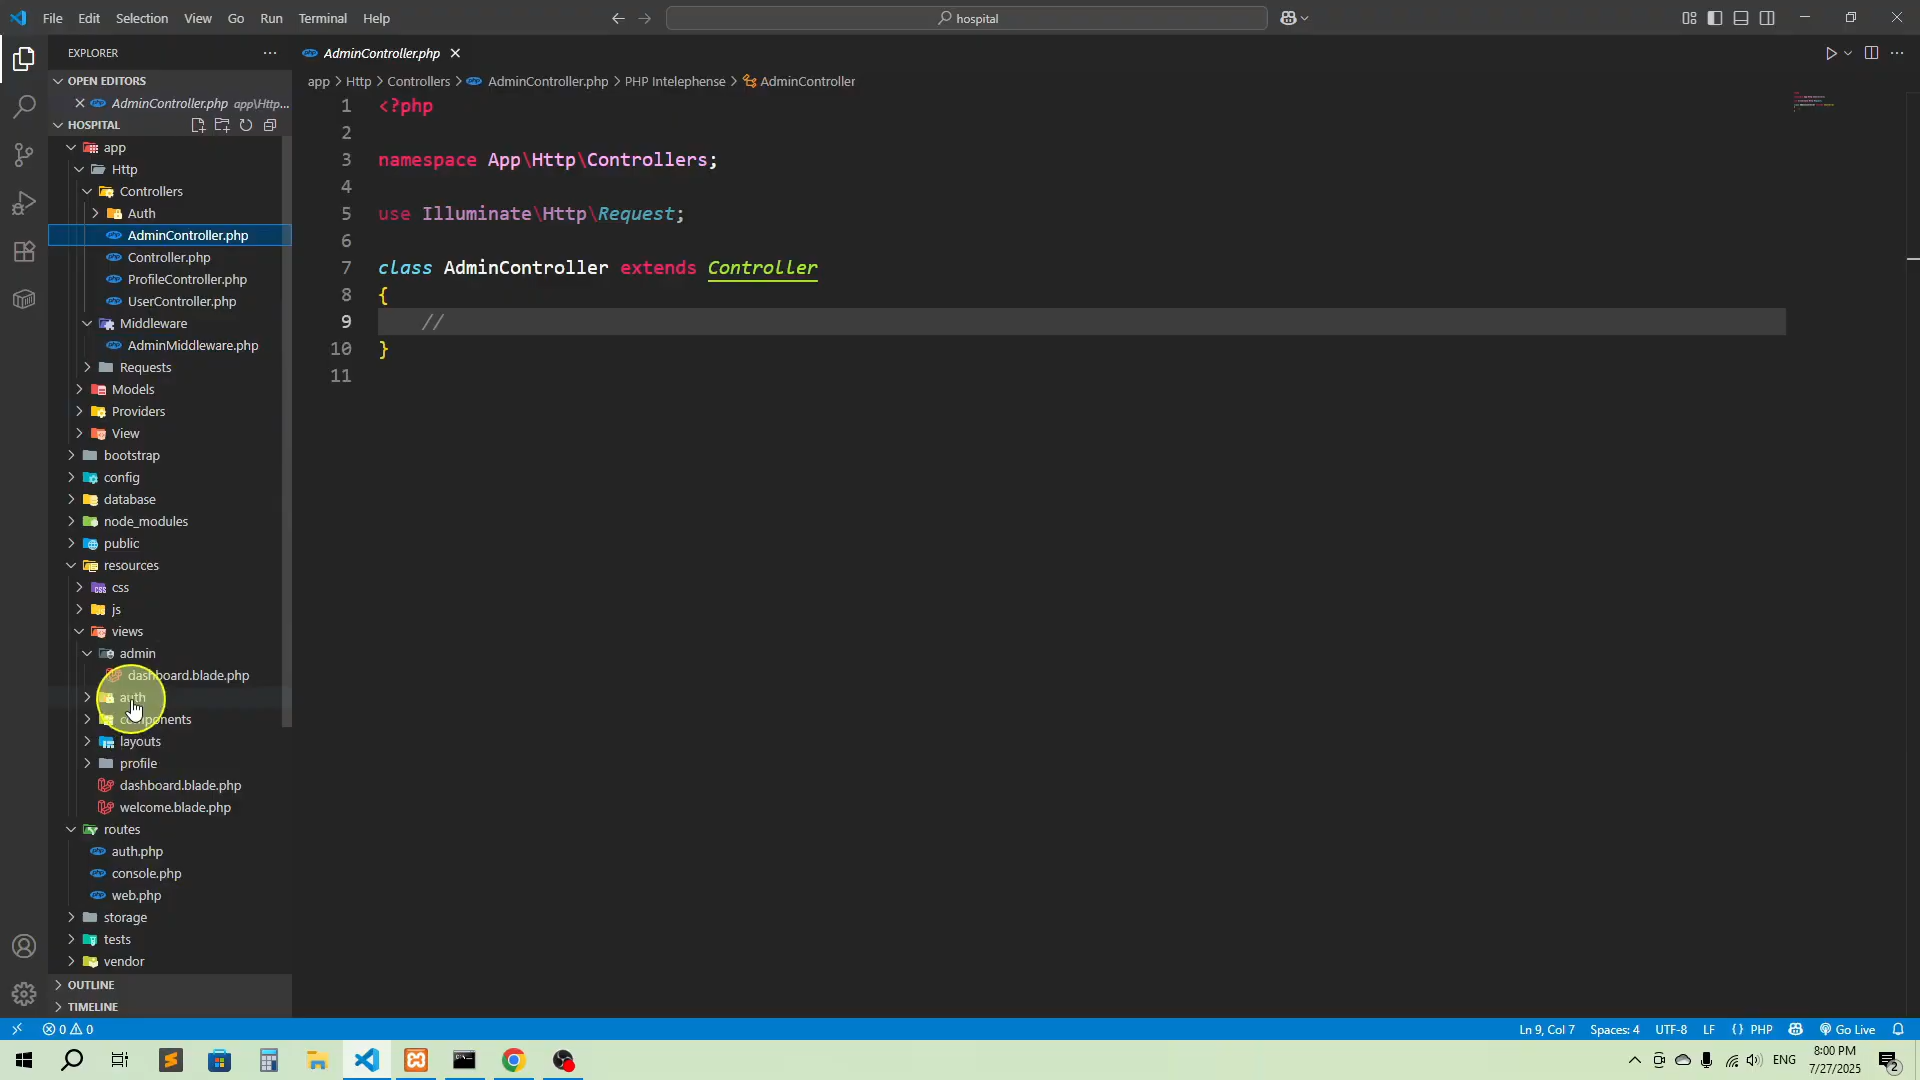 File Edit Selection View Go Run Terminal Help
hospital
EXPLORER
AdminController.php
OPEN EDITORS
AdminController.php app\Http...
HOSPITAL
app
Http
Controllers
Auth
AdminController.php
Controller.php
ProfileController.php
UserController.php
Middleware
AdminMiddleware.php
Requests
Models
Providers
View
bootstrap
config
database
node_modules
public
resources
css
js
views
admin
dashboard.blade.php
auth
components
layouts
profile
dashboard.blade.php
welcome.blade.php
routes
auth.php
console.php
web.php
storage
tests
vendor
OUTLINE
TIMELINE
app > Http > Controllers > AdminController.php > PHP Intelephense > AdminController
1 <?php
2
3 namespace App\Http\Controllers;
4
5 use Illuminate\Http\Request;
6
7 class AdminController extends Controller
8 {
9 //
10 }
11
0 0
Ln 9, Col 7 Spaces: 4 UTF-8 LF {} PHP Go Live
ENG
8:00 PM
7/27/2025
2